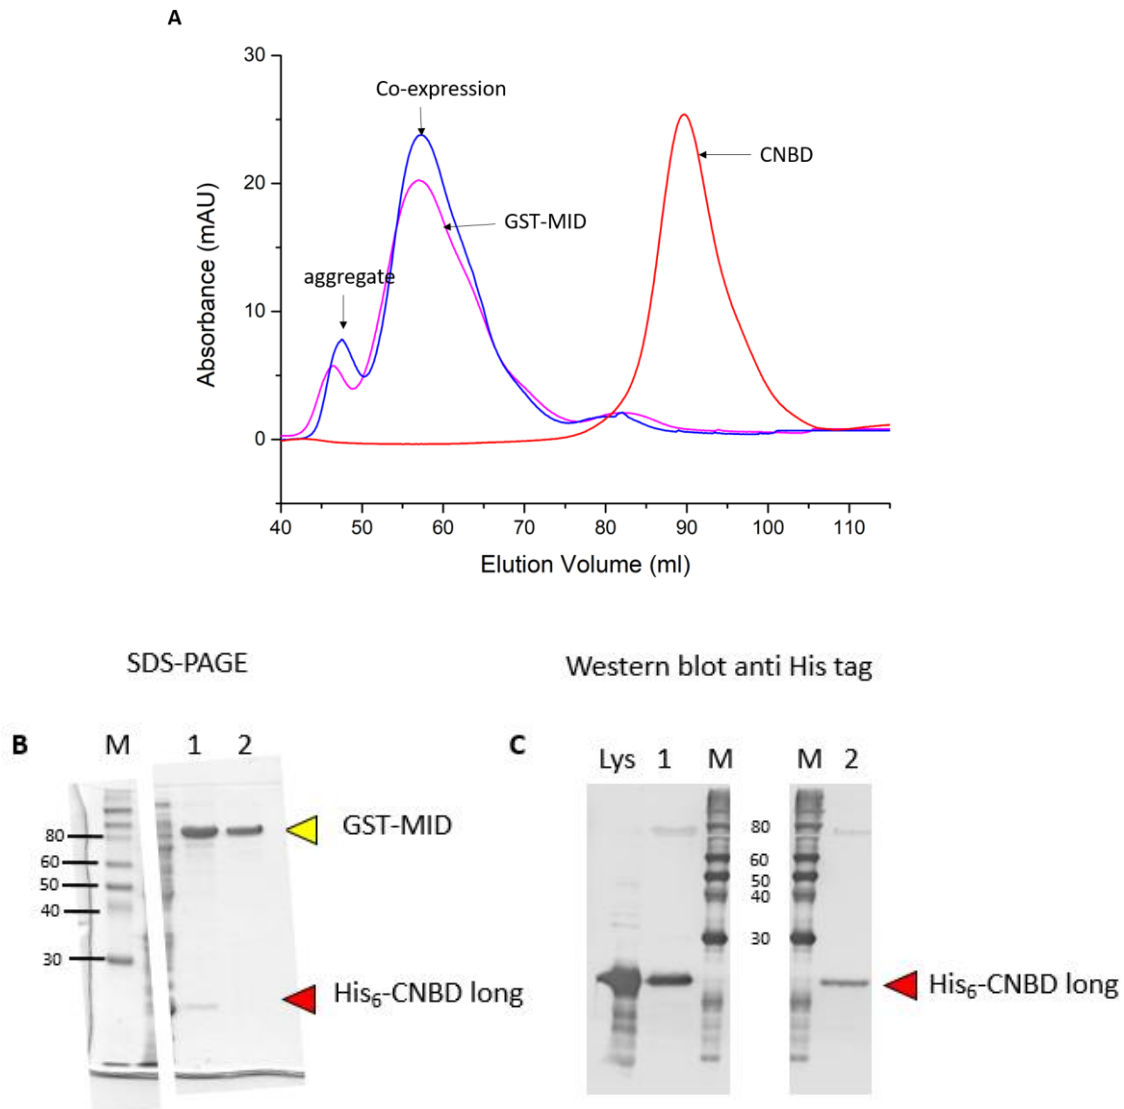 A
30
20
10
0
Absorbance (mAU)
Co-expression
CNBD
GST-MID
aggregate
40 50 60 70 80 90 100 110
Elution Volume (ml)
SDS-PAGE
Western blot anti His tag
B
M 1 2
80
60
50
40
30
GST-MID
His₆-CNBD long
C
Lys 1 M M 2
80
60
50
40
30
His₆-CNBD long